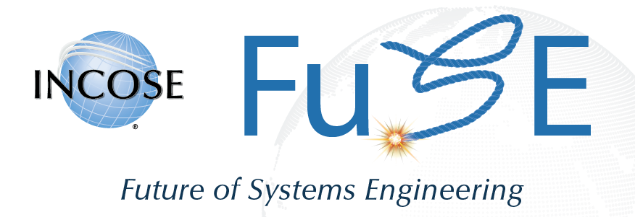 INCOSE
®
FuSE
Future of Systems Engineering